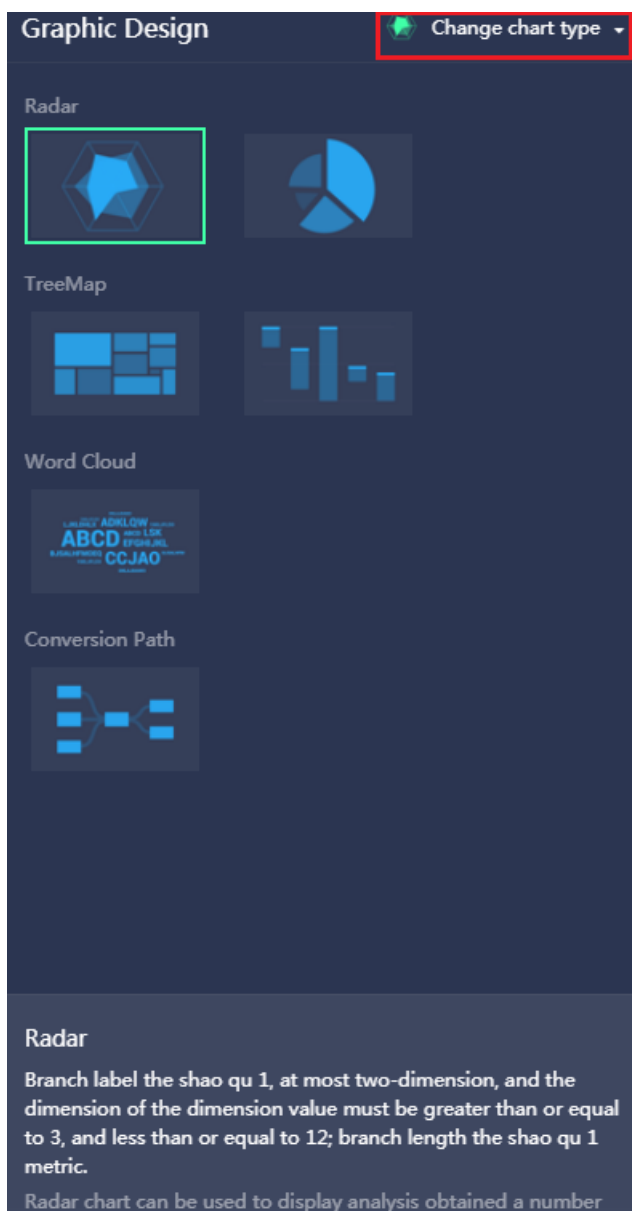 Graphic Design
Change chart type
Radar
TreeMap
Word Cloud
ADKLQW
ABCD
LSK
EFGHIJKL
CCJAO
Conversion Path
Radar
Branch label the shao qu 1, at most two-dimension, and the
dimension of the dimension value must be greater than or equal
to 3, and less than or equal to 12; branch length the shao qu 1
metric.
Radar chart can be used to display analysis obtained a number